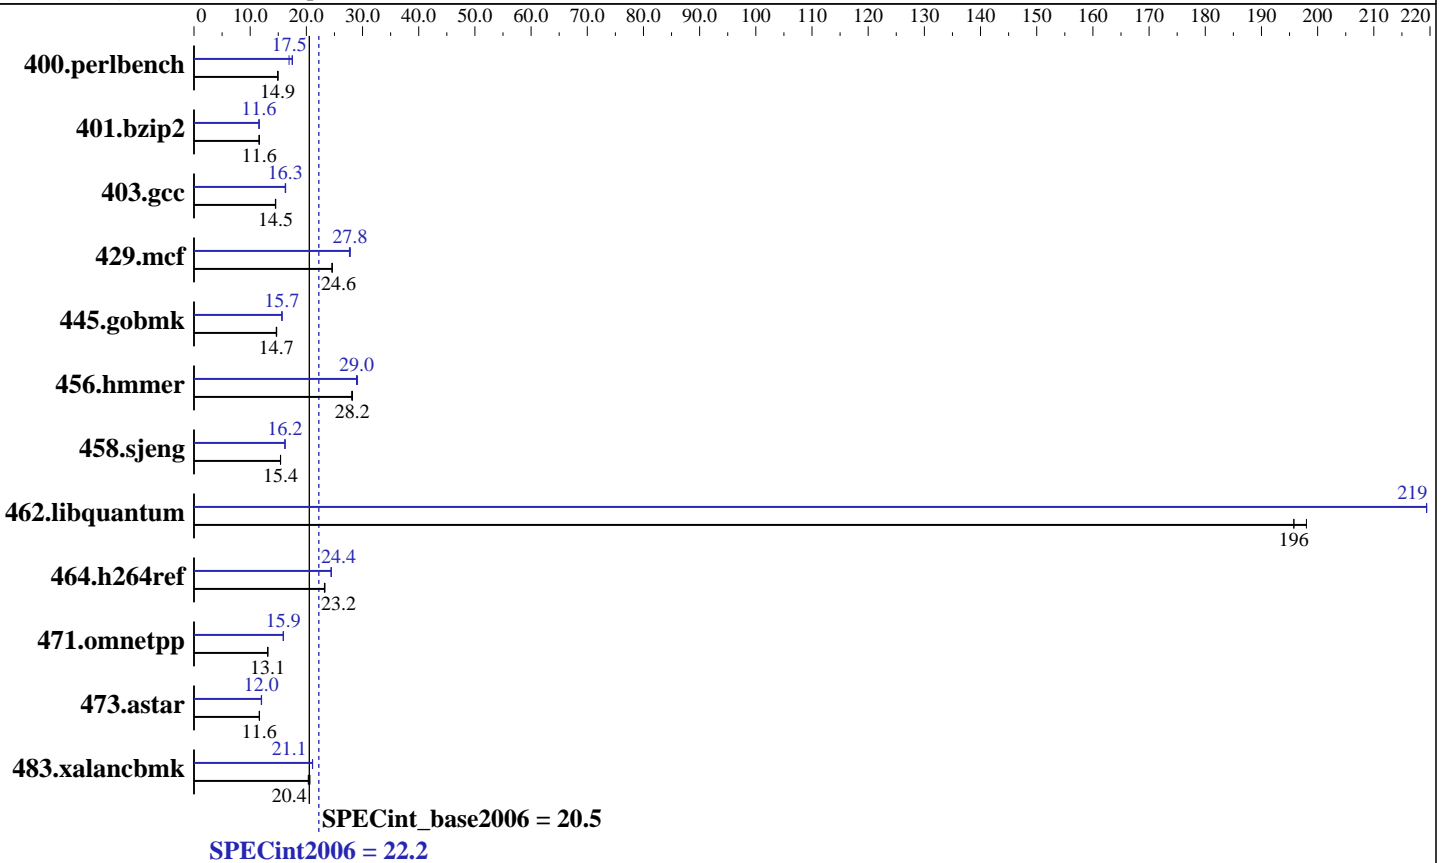 0 10.0 20.0 30.0 40.0 50.0 60.0 70.0 80.0 90.0 100 110 120 130 140 150 160 170 180 190 200 210 220
17.5
400.perlbench
14.9
11.6
401.bzip2
11.6
16.3
403.gcc
14.5
27.8
429.mcf
24.6
15.7
445.gobmk
14.7
29.0
456.hmmer
28.2
16.2
458.sjeng
15.4
219
462.libquantum
196
24.4
464.h264ref
23.2
15.9
471.omnetpp
13.1
12.0
473.astar
11.6
21.1
483.xalancbmk
20.4
SPECint_base2006 = 20.5
SPECint2006 = 22.2